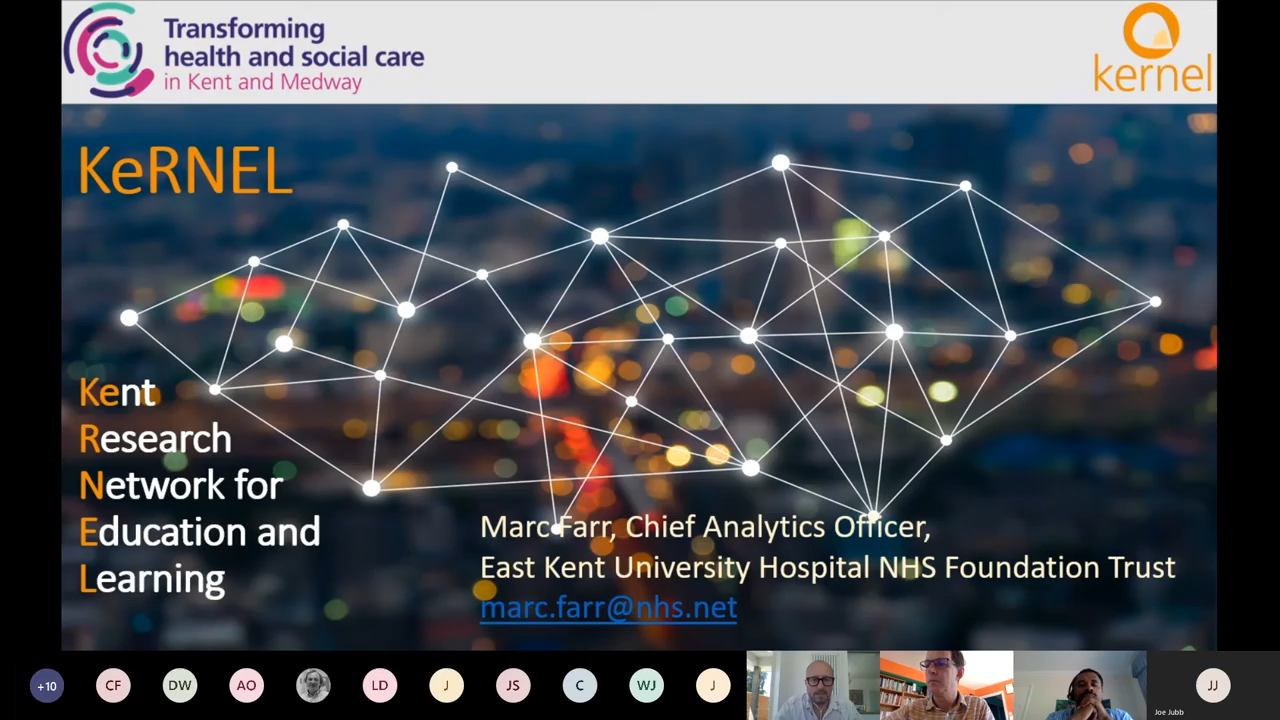 Transforming
health and social care
in Kent and Medway
kernel
KeRNEL
Kent
Research
Network for
Education and
Learning
Marc Farr, Chief Analytics Officer,
East Kent University Hospital NHS Foundation Trust
marc.farr@nhs.net
+10
CF
DW
AO
LD
J
JS
C
WJ
J
JJ
Joe Jubb